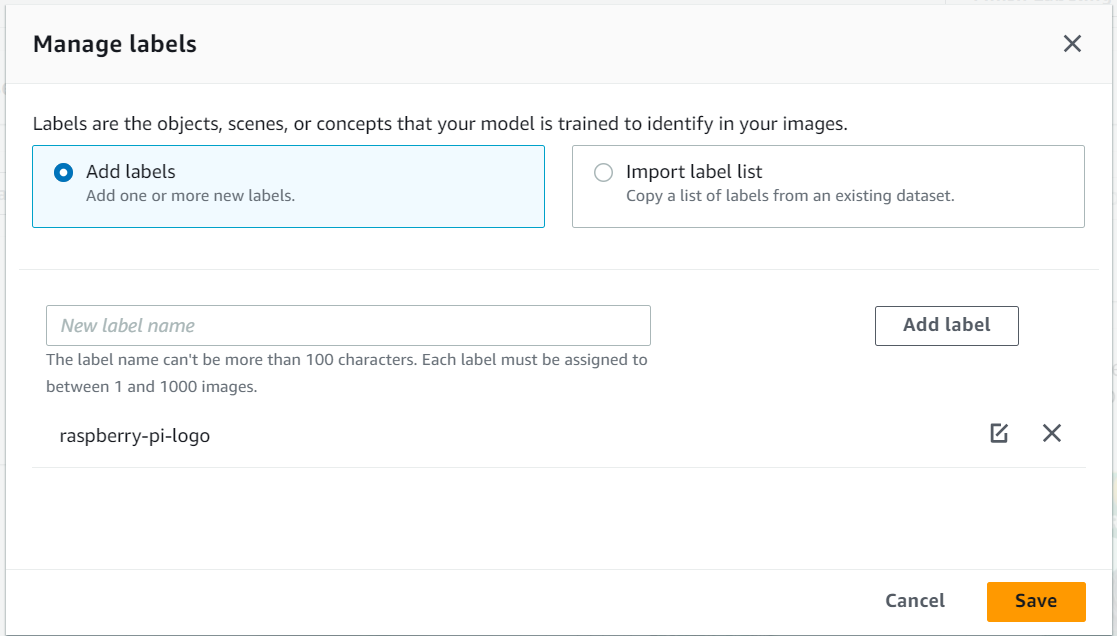 Manage labels
Labels are the objects, scenes, or concepts that your model is trained to identify in your images.
Add labels
Add one or more new labels.
Import label list
Copy a list of labels from an existing dataset.
New label name
Add label
The label name can't be more than 100 characters. Each label must be assigned to
between 1 and 1000 images.
raspberry-pi-logo
Cancel
Save